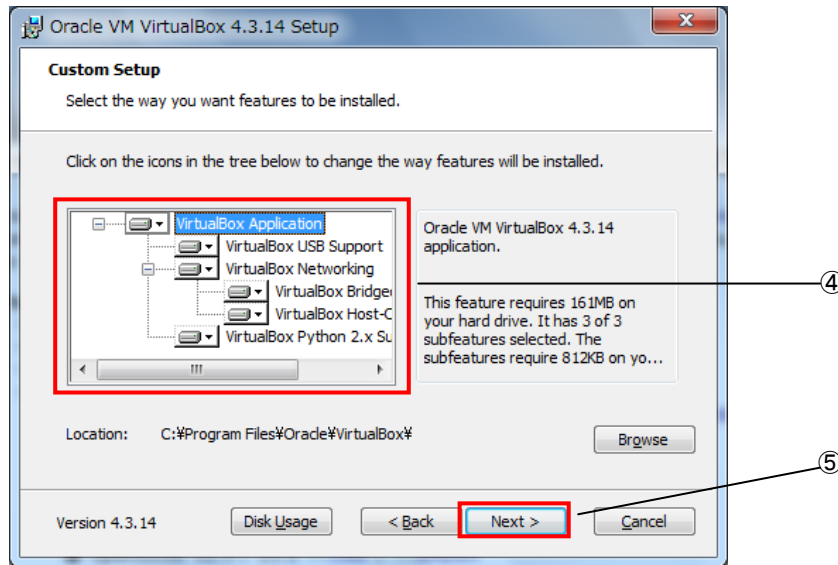 Oracle VM VirtualBox 4.3.14 Setup
Custom Setup
Select the way you want features to be installed.
Click on the icons in the tree below to change the way features will be installed.
VirtualBox Application
VirtualBox USB Support
VirtualBox Networking
VirtualBox Bridge
VirtualBox Host-C
VirtualBox Python 2.x Su
Oracle VM VirtualBox 4.3.14
application.
This feature requires 161MB on
your hard drive. It has 3 of 3
subfeatures selected. The
subfeatures require 812KB on yo...
④
Location: C:¥Program Files¥Oracle¥VirtualBox¥
Browse
⑤
Version 4.3.14
Disk Usage
< Back
Next >
Cancel